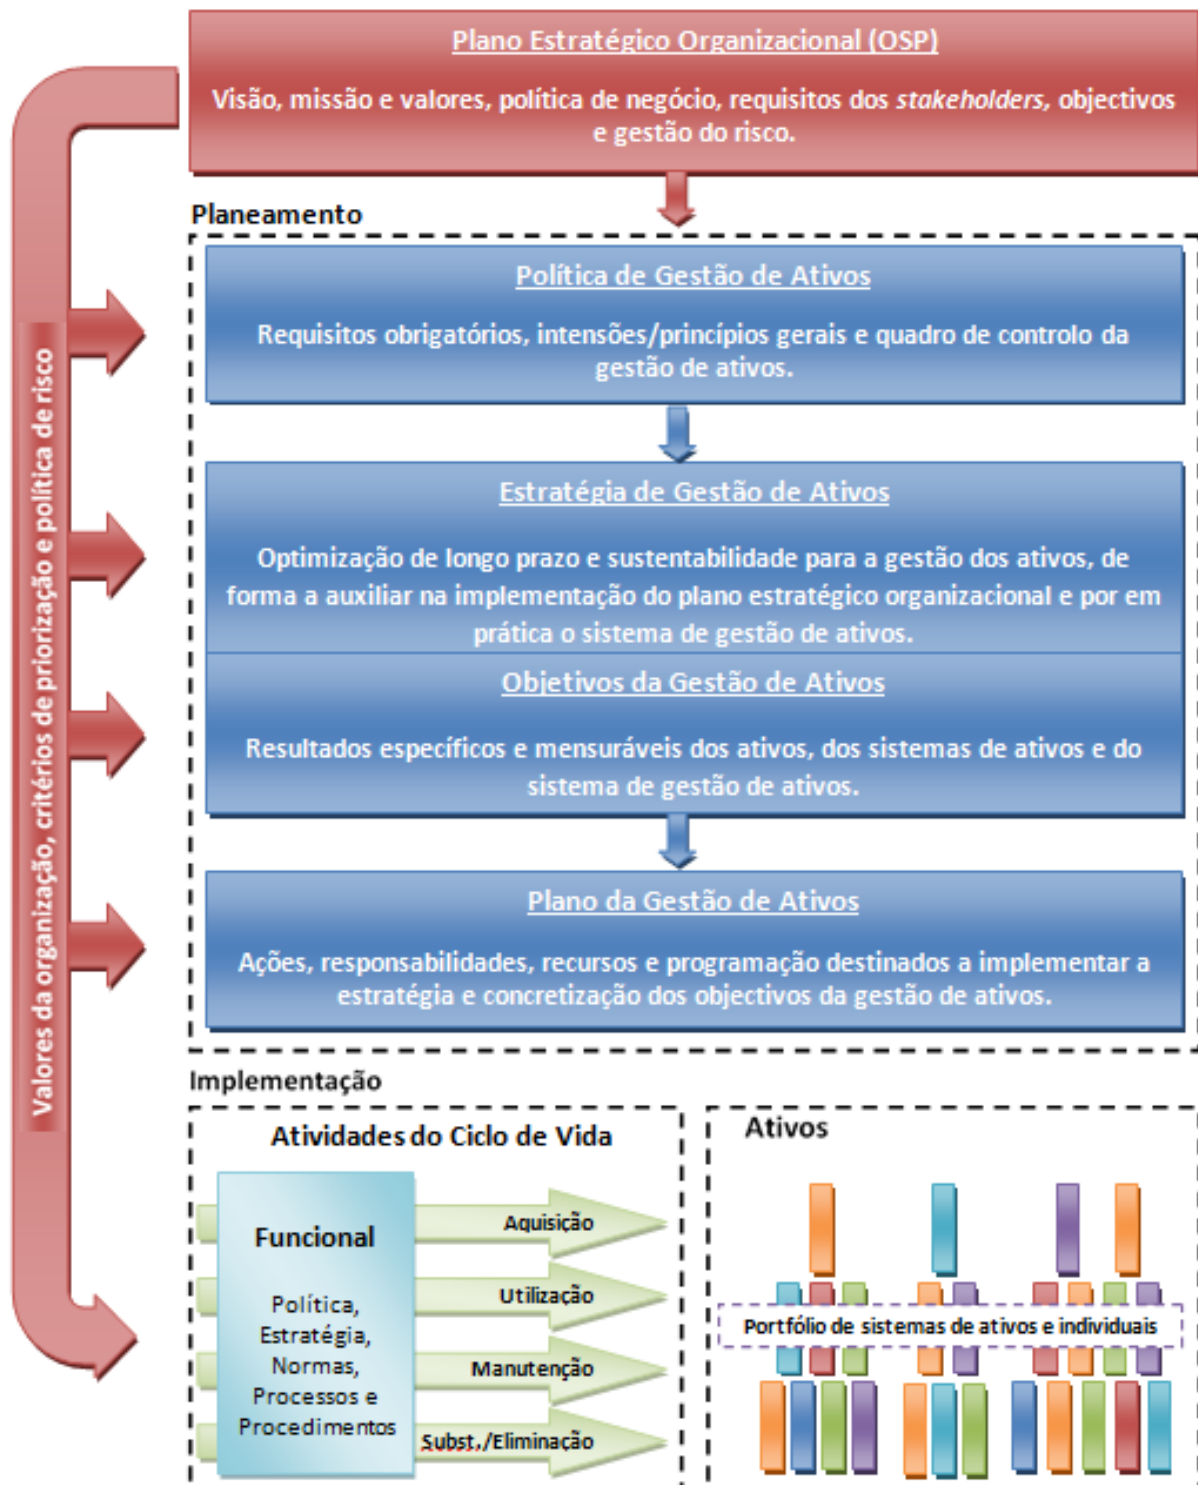 Plano Estratégico Organizacional (OSP)
Visão, missão e valores, política de negócio, requisitos dos stakeholders, objectivos
e gestão do risco.
Valores da organização, critérios de priorização e política de risco
Planeamento
Política de Gestão de Ativos
Requisitos obrigatórios, intensões/princípios gerais e quadro de controlo da
gestão de ativos.
Estratégia de Gestão de Ativos
Optimização de longo prazo e sustentabilidade para a gestão dos ativos, de
forma a auxiliar na implementação do plano estratégico organizacional e por em
prática o sistema de gestão de ativos.
Objetivos da Gestão de Ativos
Resultados específicos e mensuráveis dos ativos, dos sistemas de ativos e do
sistema de gestão de ativos.
Plano da Gestão de Ativos
Ações, responsabilidades, recursos e programação destinados a implementar a
estratégia e concretização dos objectivos da gestão de ativos.
Implementação
Atividades do Ciclo de Vida
Funcional
Política,
Estratégia,
Normas,
Processos e
Procedimentos
Aquisição
Utilização
Manutenção
Subst./Eliminação
Ativos
Portfólio de sistemas de ativos e individuais